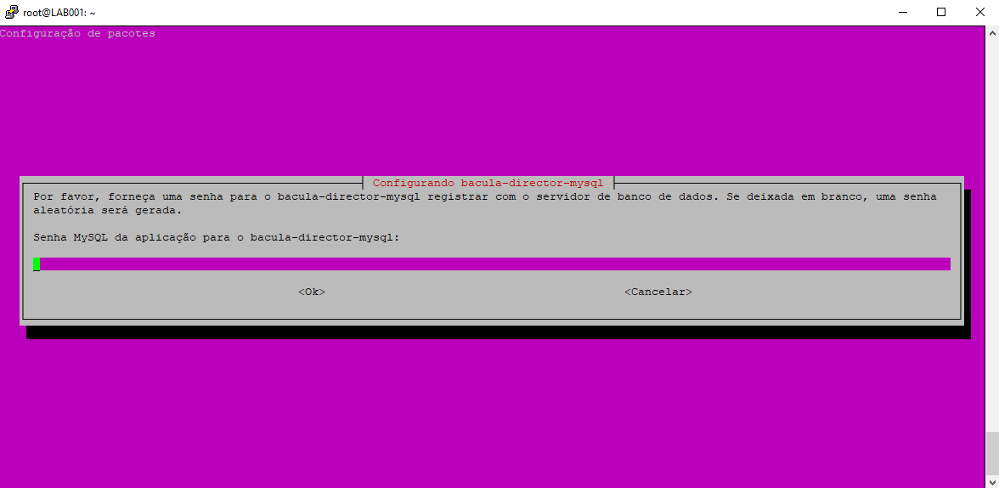 root@LAB001: ~
Configuração de pacotes
Configurando bacula-director-mysql
Por favor, forneça uma senha para o bacula-director-mysql registrar com o servidor de banco de dados. Se deixada em branco, uma senha
aleatória será gerada.
Senha MySQL da aplicação para o bacula-director-mysql:
<Ok> <Cancelar>